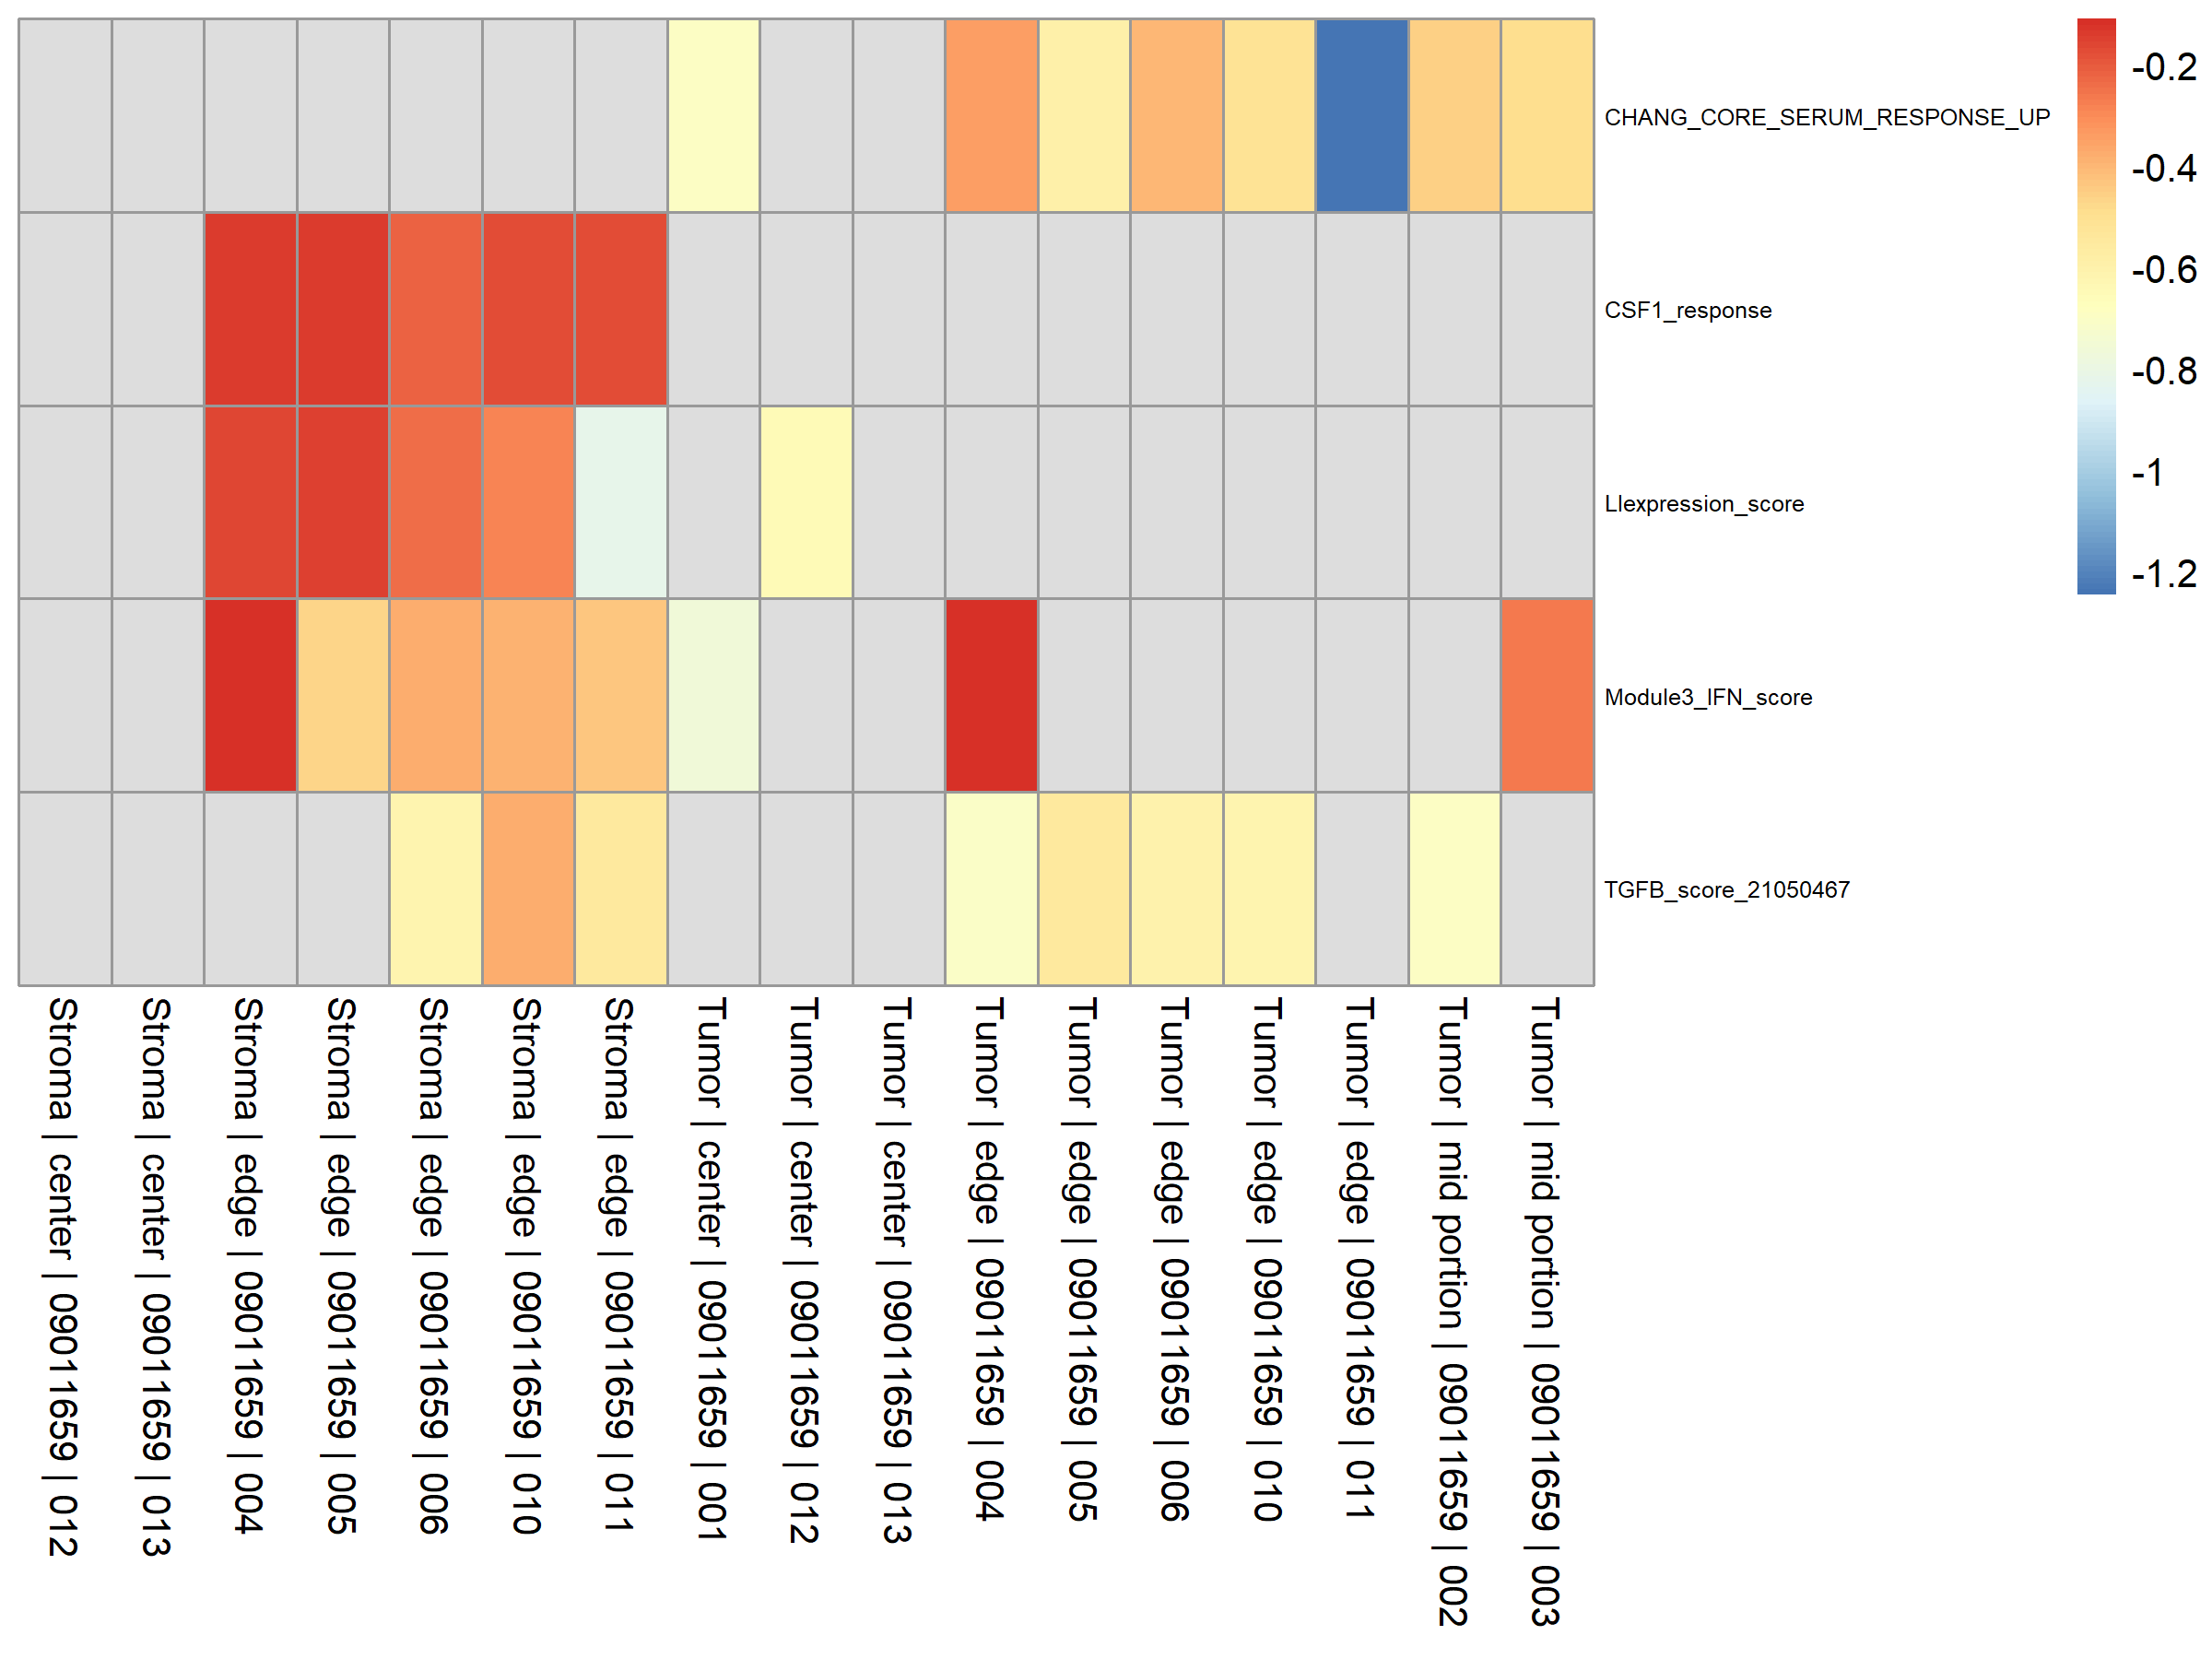 -0.2
CHANG_CORE_SERUM_RESPONSE_UP
-0.4
-0.6
CSF1_response
-0.8
-1
LIexpression_score
-1.2
Module3_IFN_score
TGFB_score_21050467
Stroma | center | 09011659 | 012
Stroma | center | 09011659 | 013
Stroma | edge | 09011659 | 004
Stroma | edge | 09011659 | 005
Stroma | edge | 09011659 | 006
Stroma | edge | 09011659 | 010
Stroma | edge | 09011659 | 011
Tumor | center | 09011659 | 001
Tumor | center | 09011659 | 012
Tumor | center | 09011659 | 013
Tumor | edge | 09011659 | 004
Tumor | edge | 09011659 | 005
Tumor | edge | 09011659 | 006
Tumor | edge | 09011659 | 010
Tumor | edge | 09011659 | 011
Tumor | mid portion | 09011659 | 002
Tumor | mid portion | 09011659 | 003